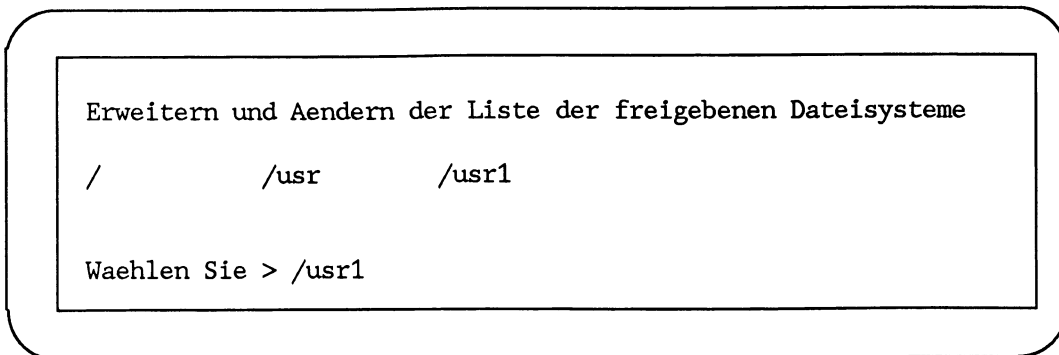 Erweitern und Aendern der Liste der freigebenen Dateisysteme
/ /usr /usr1
Waehlen Sie > /usr1